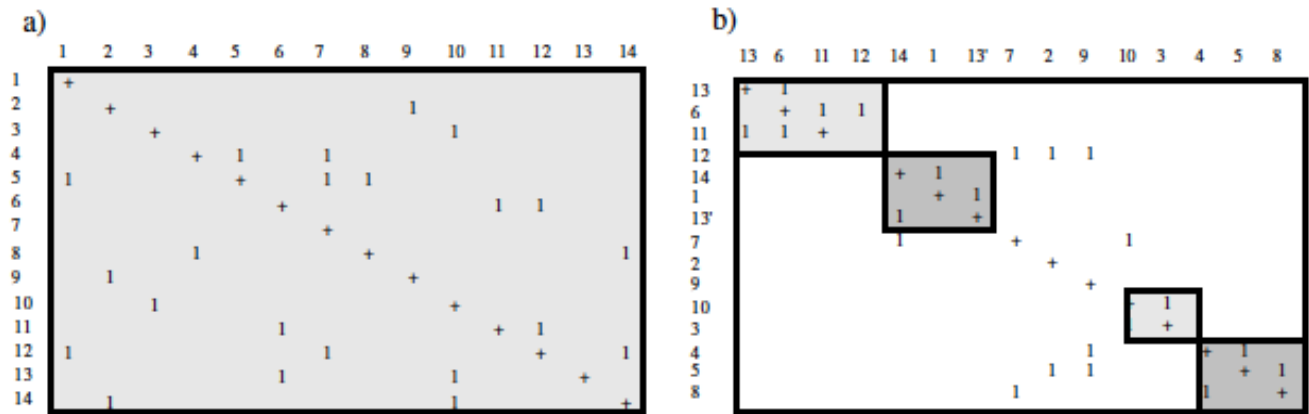 a)
1 2 3 4 5 6 7 8 9 10 11 12 13 14
1 +
2 + 1
3 + 1
4 + 1 1
5 1 + 1 1
6 + 1 1
7 +
8 1 + 1
9 1 +
10 1 +
11 1 + 1
12 1 1 + 1
13 1 1 +
14 1 1 +
b)
13 6 11 12 14 1 13' 7 2 9 10 3 4 5 8
13 + 1
6 + 1 1
11 1 1 +
12 1 1 1
14 + 1
1 + 1
13' 1 +
7 1 + 1
2 +
9 +
10 1
3 +
4 1 + 1
5 1 1 + 1
8 1 1 +